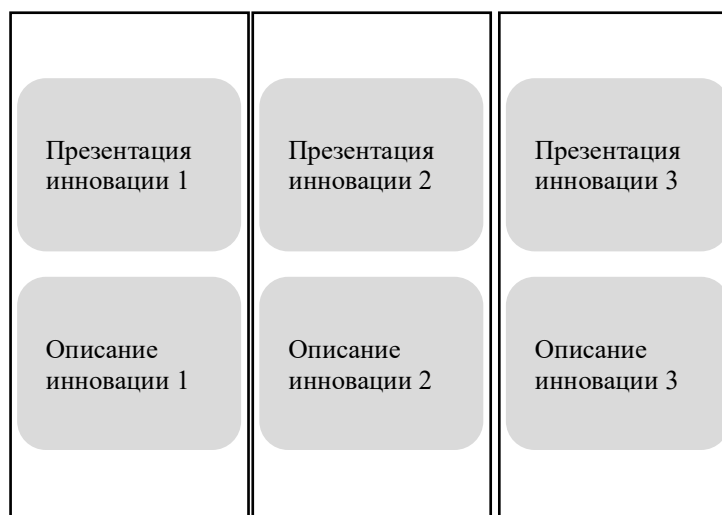 Презентация
инновации 1
Презентация
инновации 2
Презентация
инновации 3
Описание
инновации 1
Описание
инновации 2
Описание
инновации 3